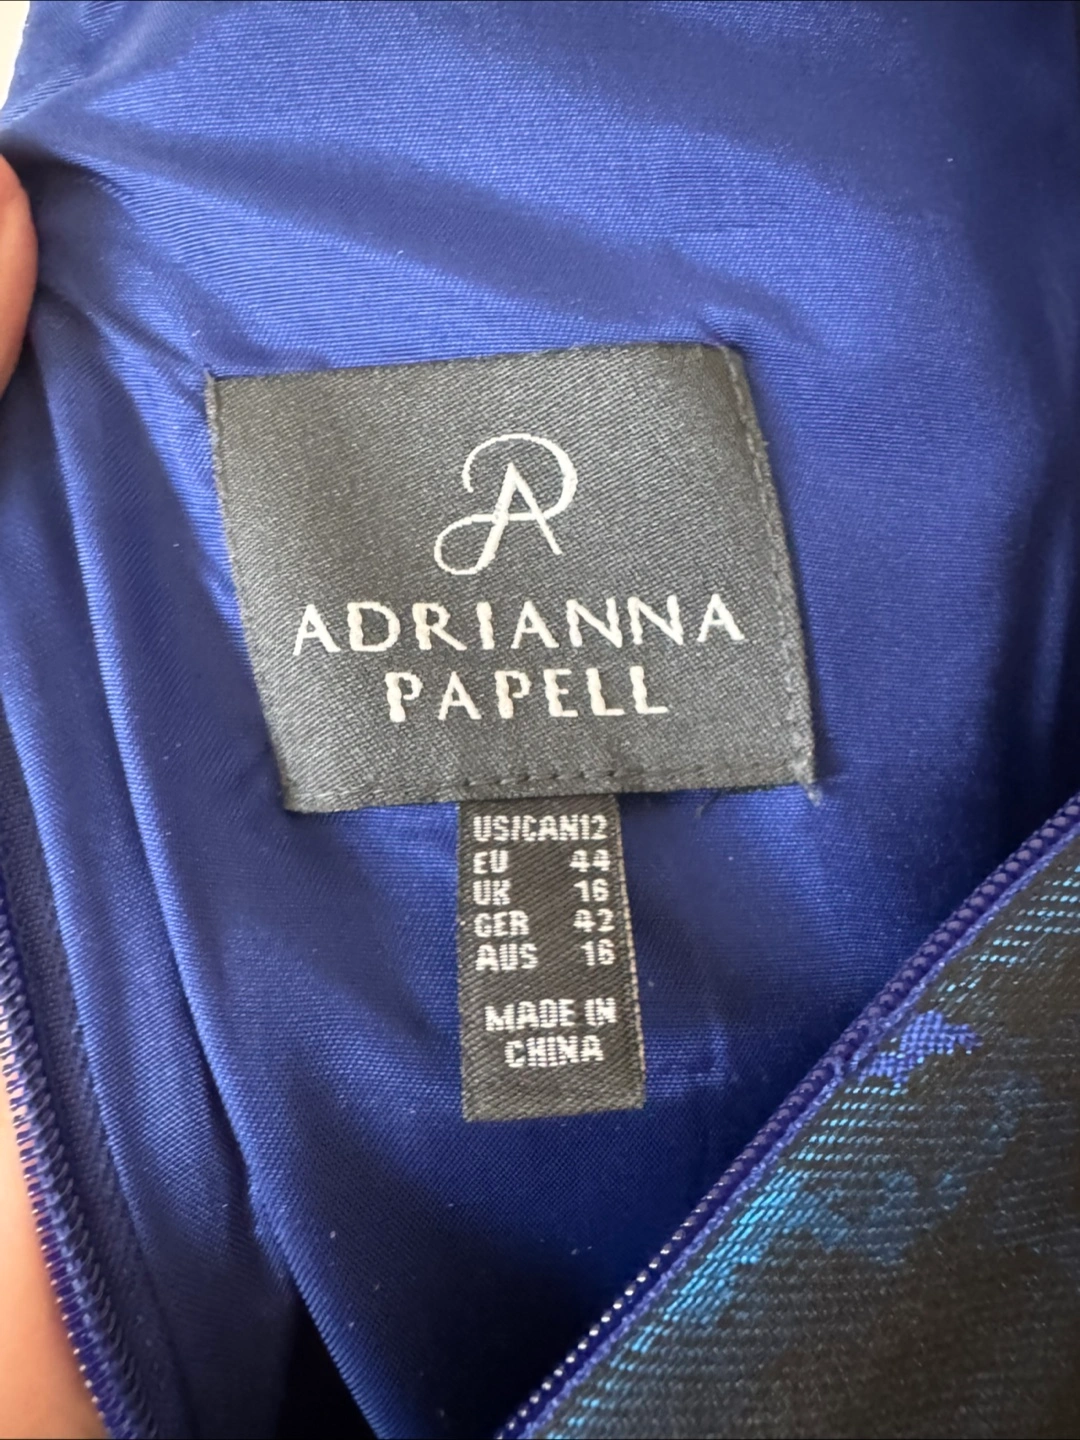 ADRIANNA
PAPELL
US/CAN12
EU 44
UK 16
GER 42
AUS 16
MADE IN
CHINA